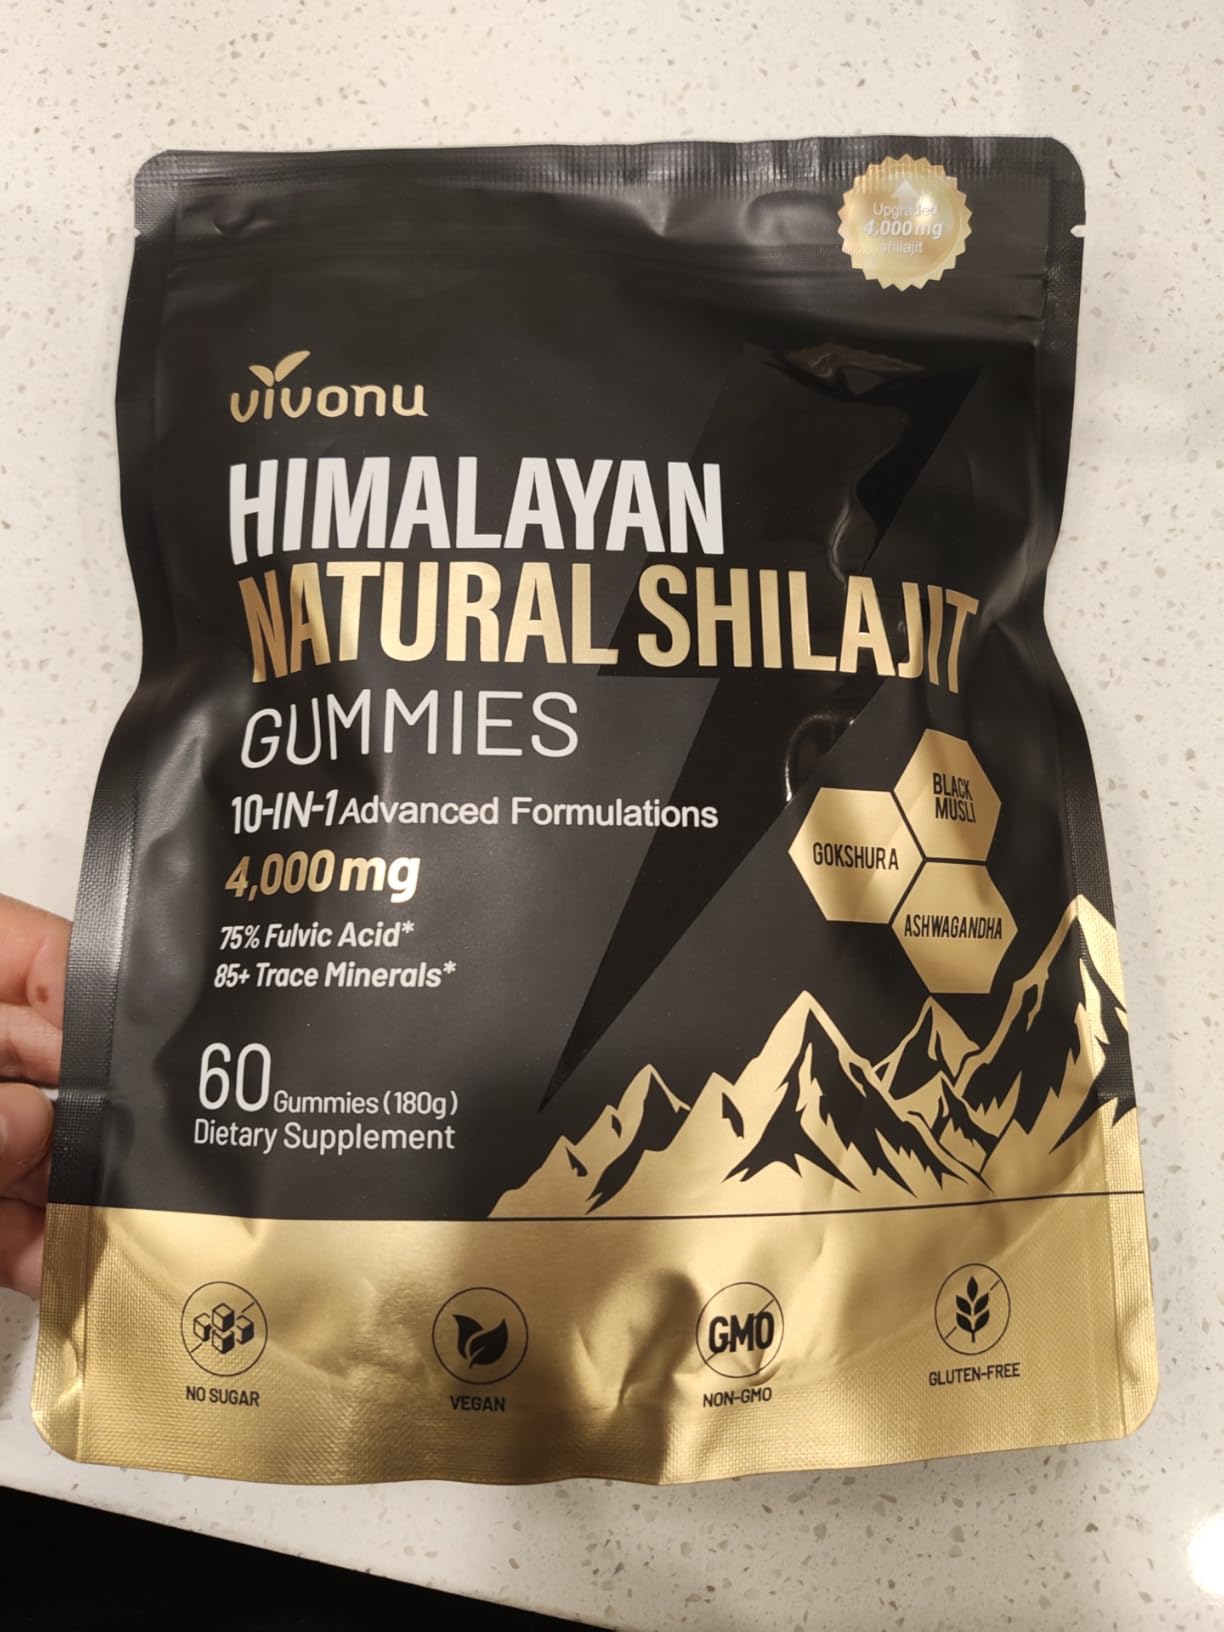 Upgraded
4,000mg
shilajit
vivonu
HIMALAYAN
NATURAL SHILAJIT
GUMMIES
10-IN-1 Advanced Formulations
4,000mg
75% Fulvic Acid*
85+ Trace Minerals*
BLACK
MUSLI
GOKSHURA
ASHWAGANDHA
60 Gummies (180g)
Dietary Supplement
GMO
NO SUGAR
VEGAN
NON-GMO
GLUTEN-FREE